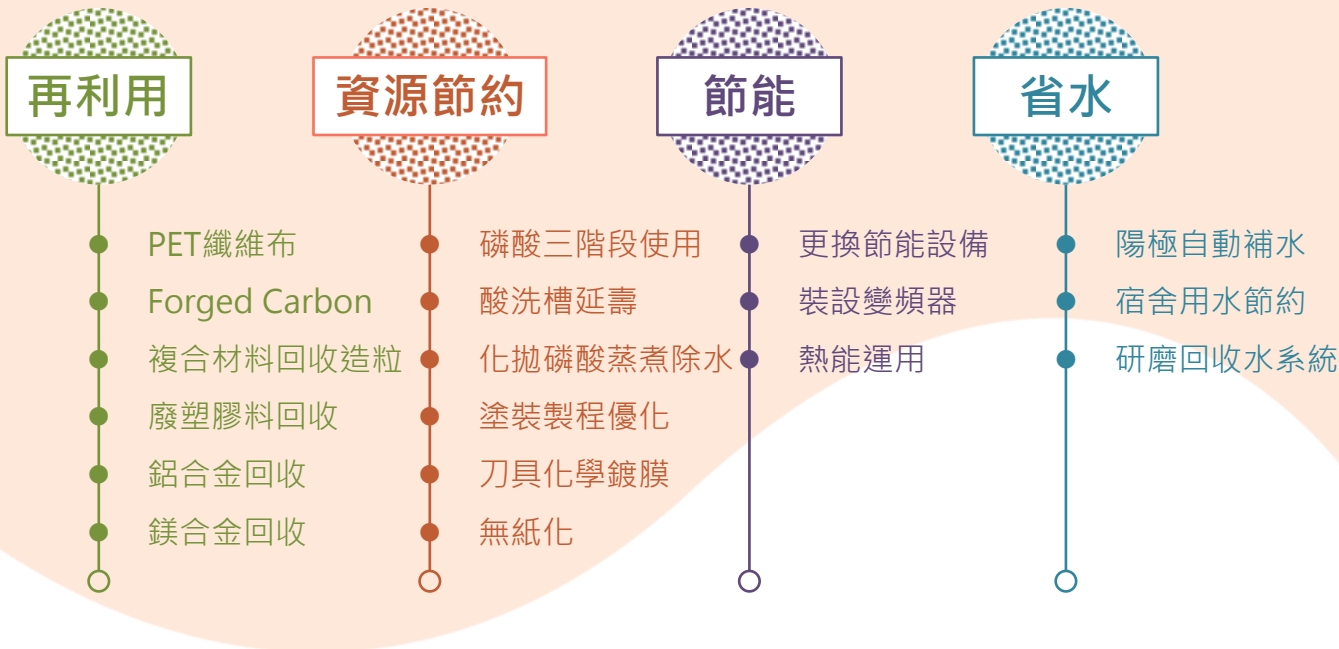 再利用
PET纖維布
Forged Carbon
複合材料回收造粒
廢塑膠料回收
鋁合金回收
鎂合金回收
資源節約
磷酸三階段使用
酸洗槽延壽
化拋磷酸蒸煮除水
塗裝製程優化
刀具化學鍍膜
無紙化
節能
更換節能設備
裝設變頻器
熱能運用
省水
陽極自動補水
宿舍用水節約
研磨回收水系統